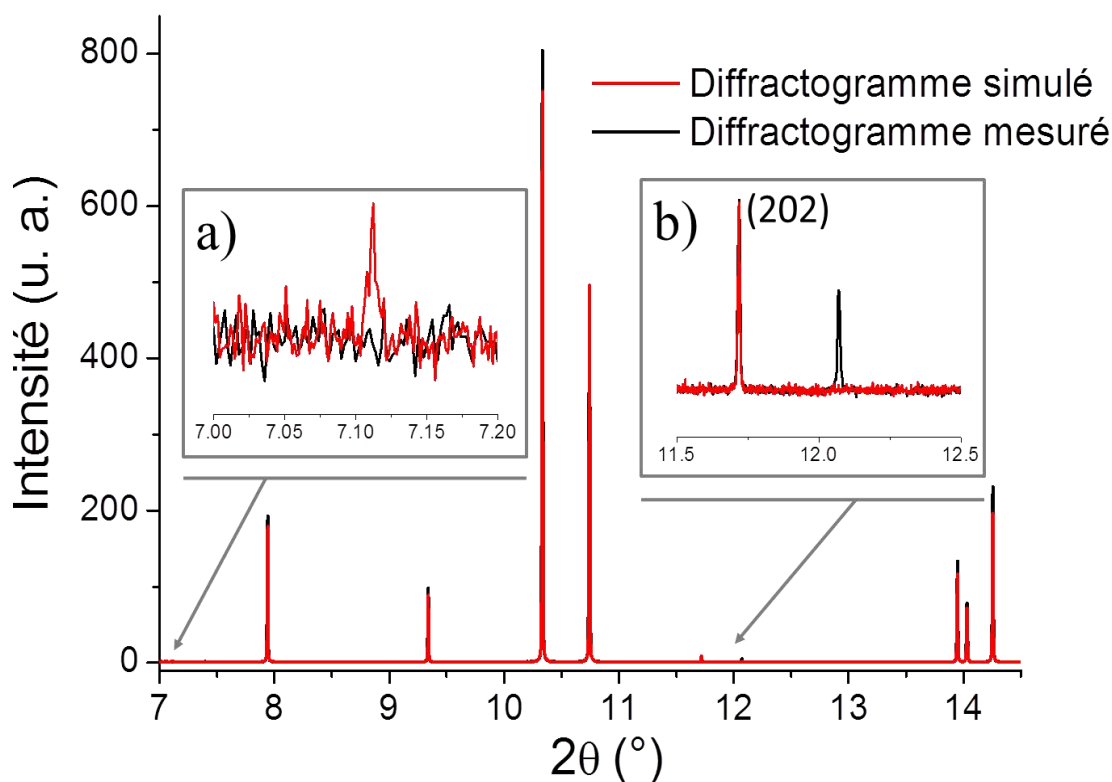 800
600
400
200
0
Intensité (u. a.)
Diffractogramme simulé
Diffractogramme mesuré
a)
7.00 7.05 7.10 7.15 7.20
b)
(202)
11.5 12.0 12.5
7 8 9 10 11 12 13 14
2θ (°)